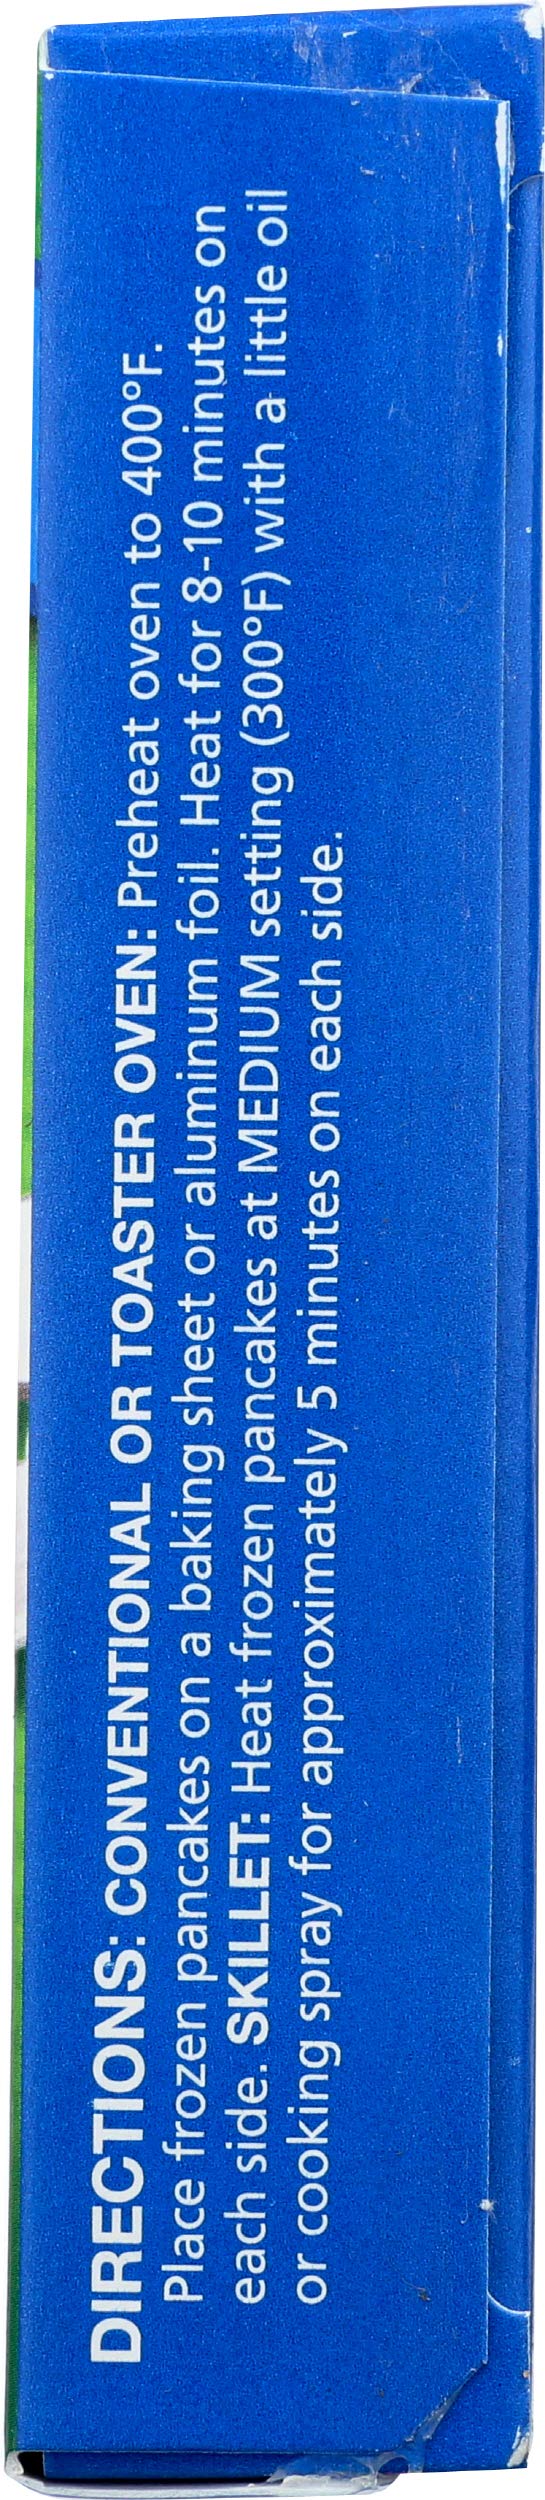 DIRECTIONS: CONVENTIONAL OR TOASTER OVEN: Preheat oven to 400°F.
Place frozen pancakes on a baking sheet or aluminum foil. Heat for 8-10 minutes on
each side. SKILLET: Heat frozen pancakes at MEDIUM setting (300°F) with a little oil
or cooking spray for approximately 5 minutes on each side.